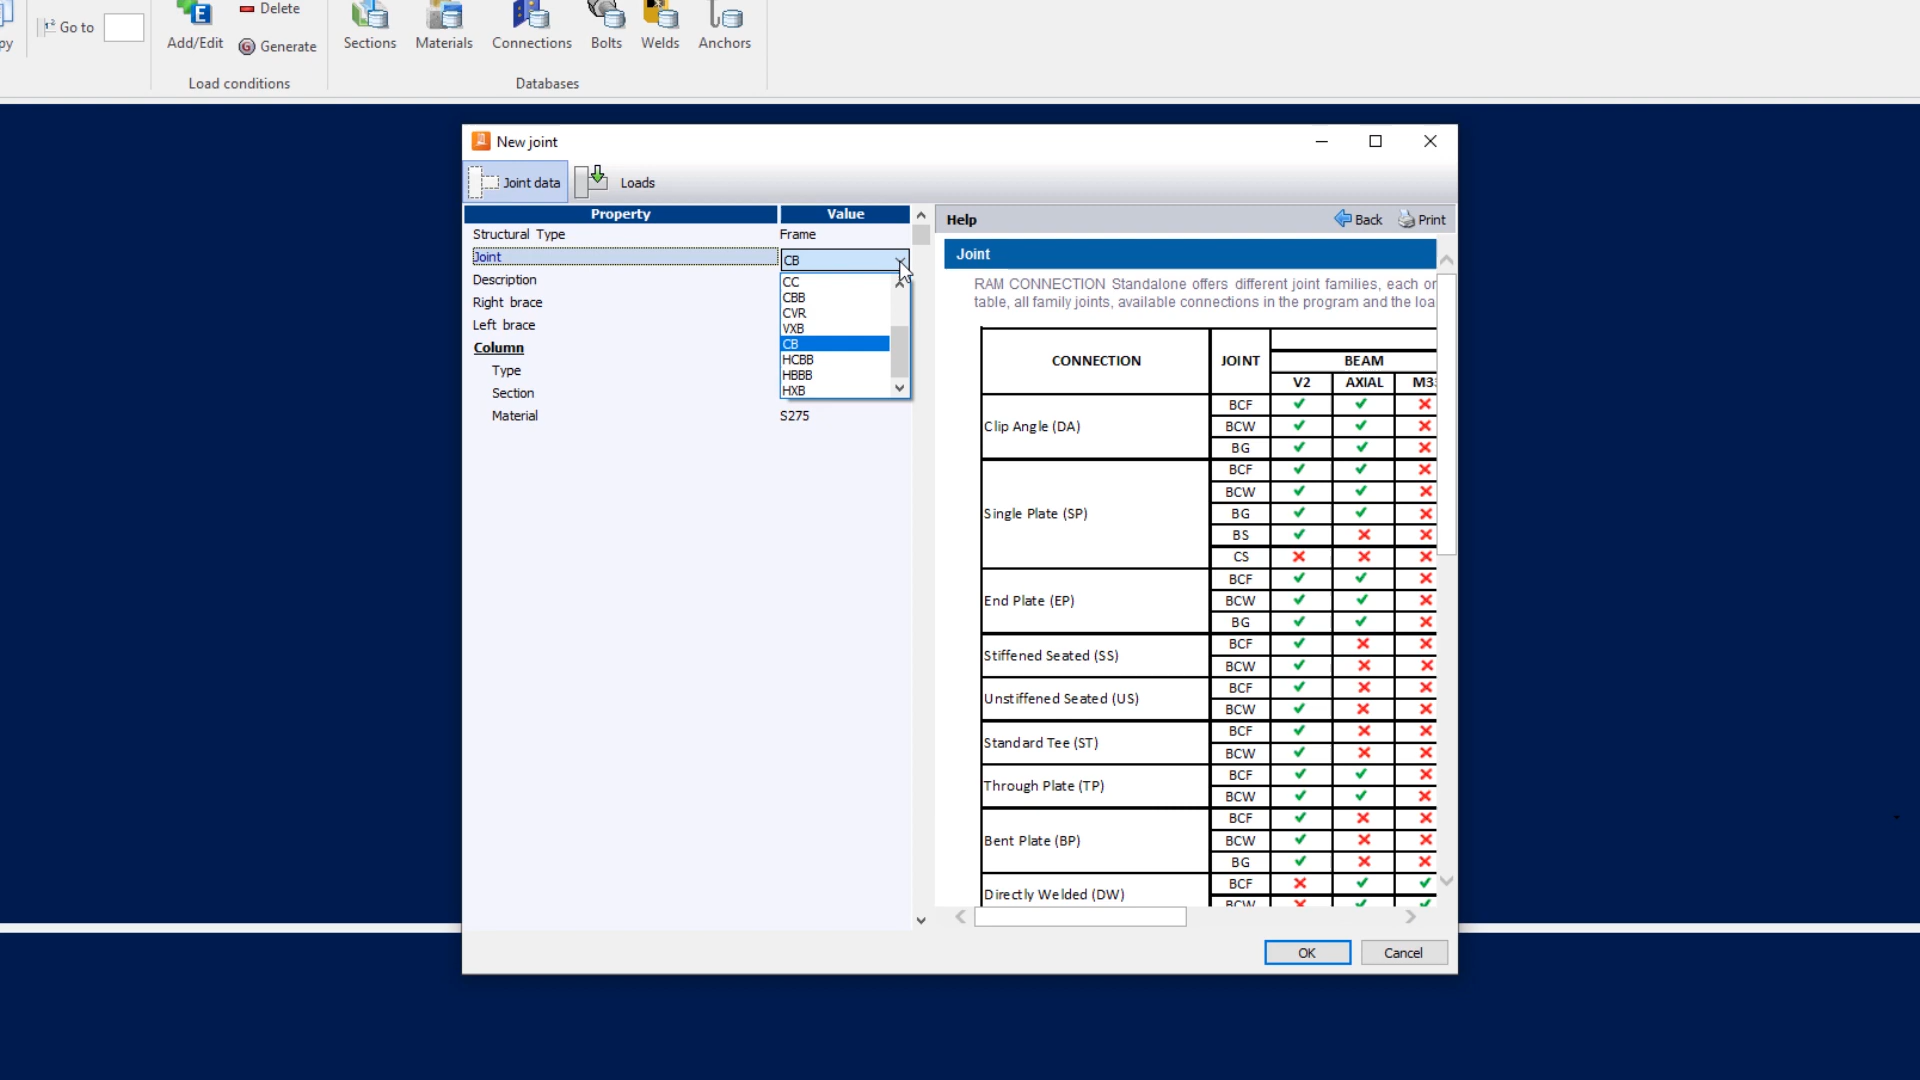 py
Go to
Add/Edit
Delete
Generate
Load conditions
Sections
Materials
Connections
Bolts
Welds
Anchors
Databases
New joint
Joint data
Loads
Property
Value
Structural Type
Frame
Joint
CB
Description
Right brace
Left brace
Column
Type
Section
Material
S275
CC
CBB
CVR
VXB
CB
HCBB
HBBB
HXB
Help
Back
Print
Joint
RAM CONNECTION Standalone offers different joint families, each or
table, all family joints, available connections in the program and the loa
CONNECTION
JOINT
BEAM
V2
AXIAL
M3
Clip Angle (DA)
BCF
BCW
BG
Single Plate (SP)
BCF
BCW
BG
BS
CS
End Plate (EP)
BCF
BCW
BG
Stiffened Seated (SS)
BCF
BCW
Unstiffened Seated (US)
BCF
BCW
Standard Tee (ST)
BCF
BCW
Through Plate (TP)
BCF
BCW
Bent Plate (BP)
BCF
BCW
BG
Directly Welded (DW)
BCF
BCW
OK
Cancel